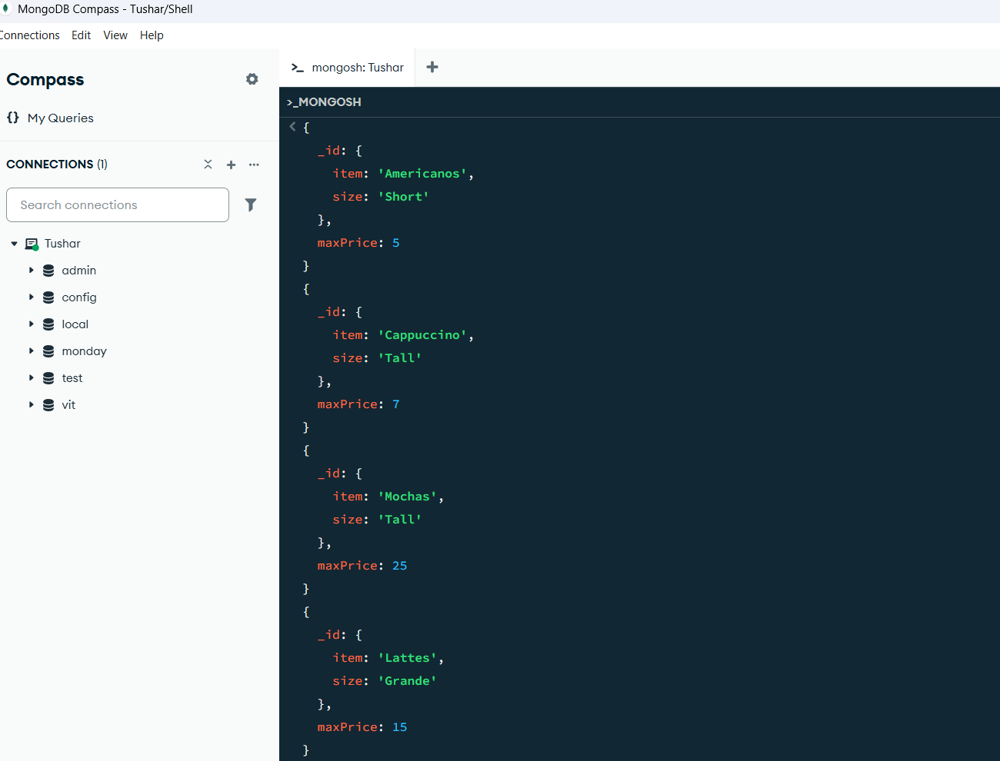 MongoDB Compass - Tushar/Shell
Connections Edit View Help
Compass
{} My Queries
CONNECTIONS (1)
Search connections
Tushar
admin
config
local
monday
test
vit
>_ mongosh: Tushar +
>_MONGOSH
< {
_id: {
item: 'Americanos',
size: 'Short'
},
maxPrice: 5
}
{
_id: {
item: 'Cappuccino',
size: 'Tall'
},
maxPrice: 7
}
{
_id: {
item: 'Mochas',
size: 'Tall'
},
maxPrice: 25
}
{
_id: {
item: 'Lattes',
size: 'Grande'
},
maxPrice: 15
}